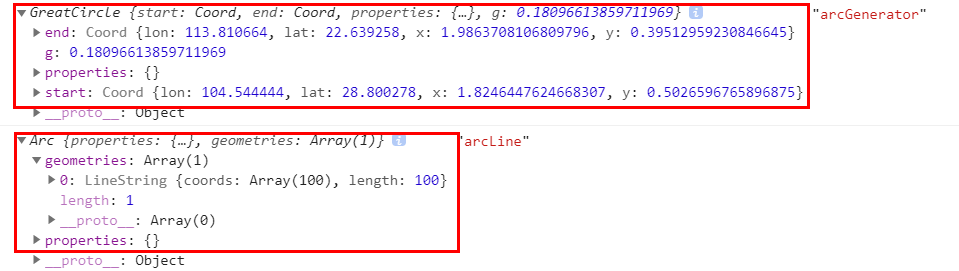 ▼GreatCircle {start: Coord, end: Coord, properties: {…}, g: 0.18096613859711969} i "arcGenerator"
▶end: Coord {lon: 113.810664, lat: 22.639258, x: 1.9863708106809796, y: 0.39512959230846645}
g: 0.18096613859711969
▶properties: {}
▶start: Coord {lon: 104.544444, lat: 28.800278, x: 1.8246447624668307, y: 0.5026596765896875}
▶__proto__: Object
▼Arc {properties: {…}, geometries: Array(1)} i "arcLine"
▼geometries: Array(1)
▶0: LineString {coords: Array(100), length: 100}
length: 1
▶__proto__: Array(0)
▶properties: {}
▶__proto__: Object